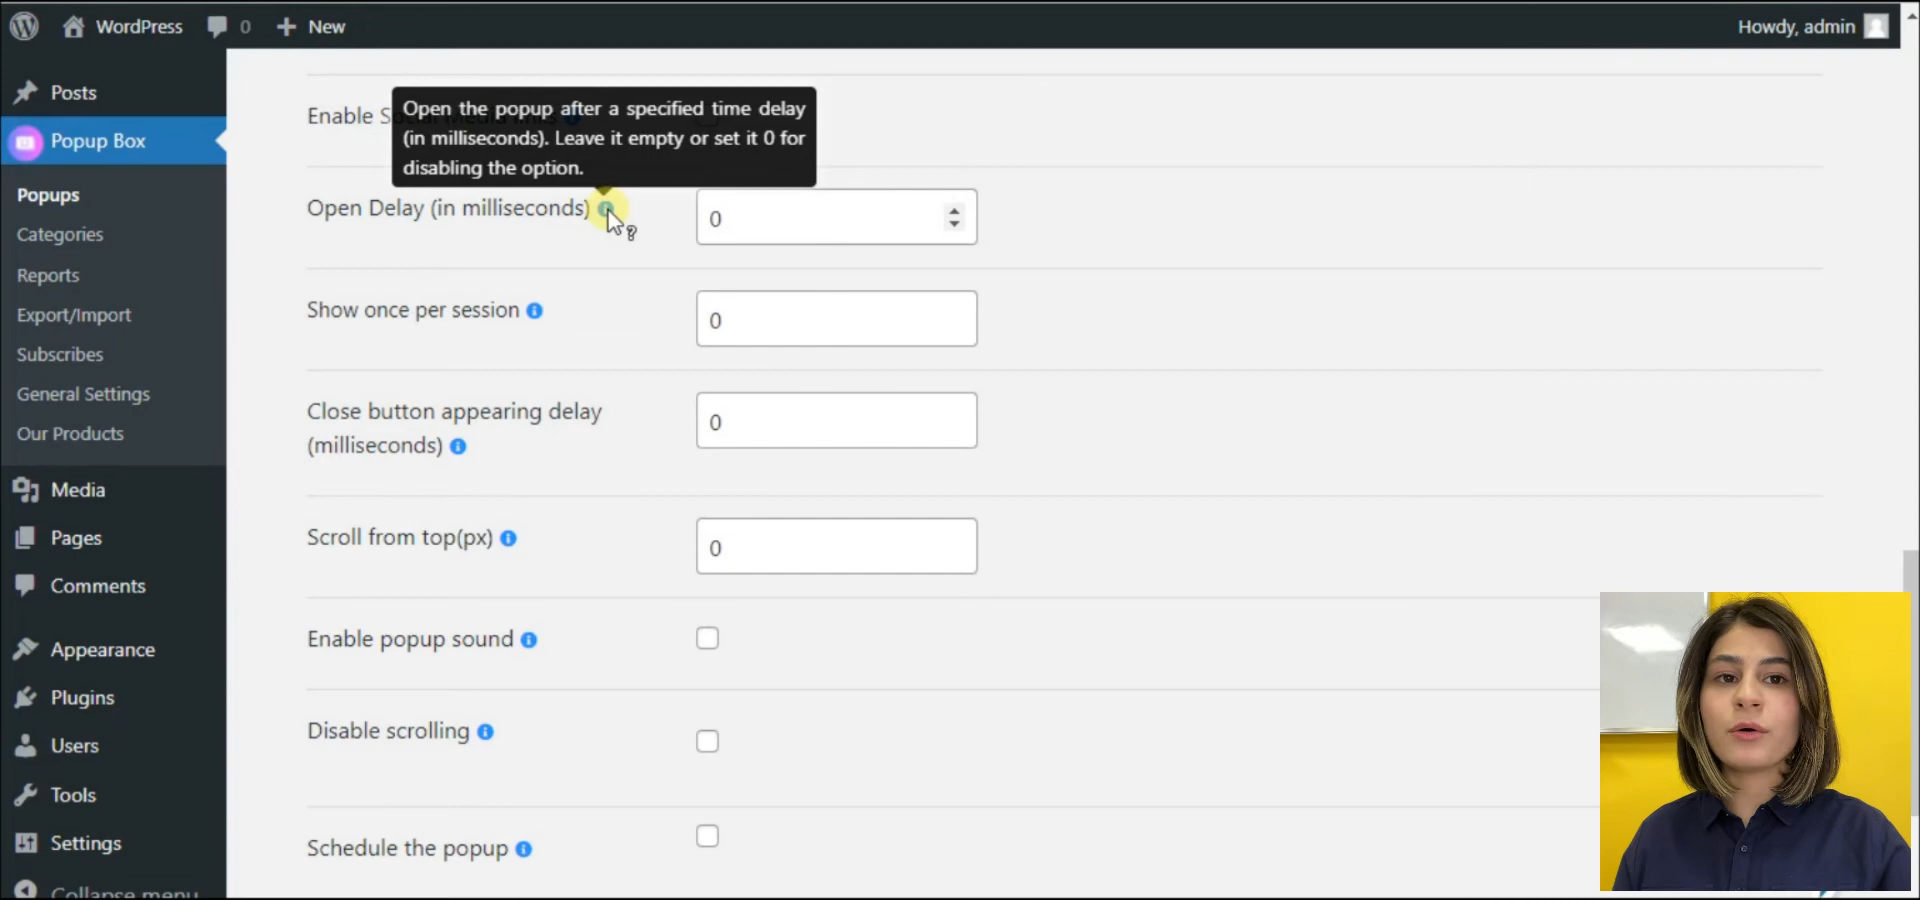 WordPress
0
New
Howdy, admin
Posts
Popup Box
Popups
Categories
Reports
Export/Import
Subscribes
General Settings
Our Products
Media
Pages
Comments
Appearance
Plugins
Users
Tools
Settings
Collapse menu
Open the popup after a specified time delay
(in milliseconds). Leave it empty or set it 0 for
disabling the option.
Enable
Open Delay (in milliseconds)
0
Show once per session
0
Close button appearing delay
(milliseconds)
0
Scroll from top(px)
0
Enable popup sound
Disable scrolling
Schedule the popup